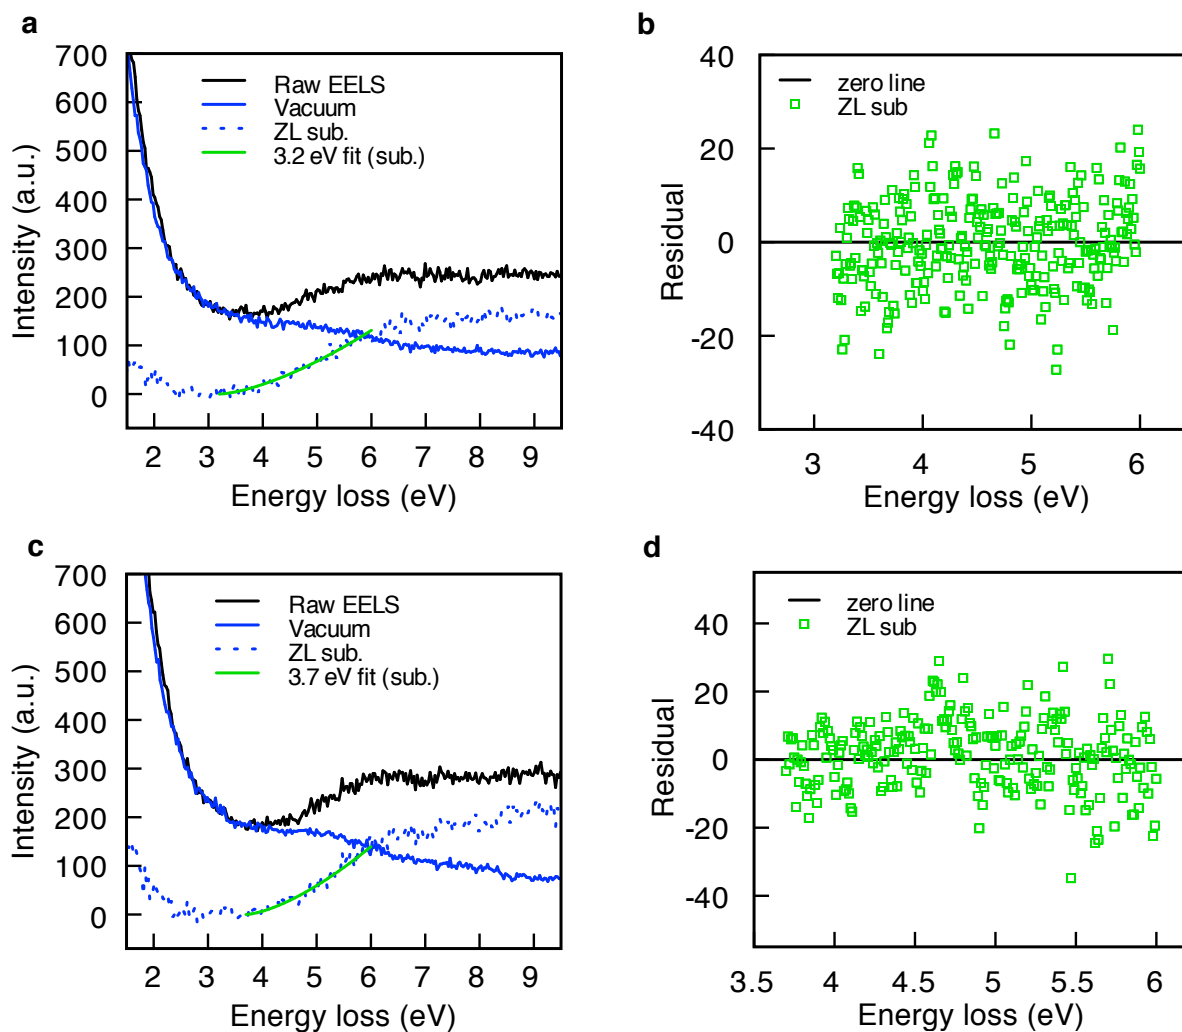 a
700
600
500
400
300
200
100
0
Intensity (a.u.)
Raw EELS
Vacuum
ZL sub.
3.2 eV fit (sub.)
2 3 4 5 6 7 8 9
Energy loss (eV)
b
40
20
0
-20
-40
Residual
zero line
ZL sub
3 4 5 6
Energy loss (eV)
c
700
600
500
400
300
200
100
0
Intensity (a.u.)
Raw EELS
Vacuum
ZL sub.
3.7 eV fit (sub.)
2 3 4 5 6 7 8 9
Energy loss (eV)
d
40
20
0
-20
-40
Residual
zero line
ZL sub
3.5 4 4.5 5 5.5 6
Energy loss (eV)